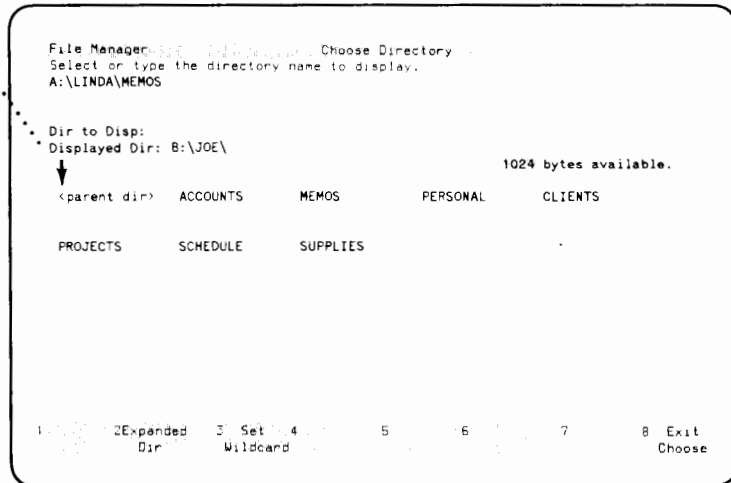 File Manager Choose Directory
Select or type the directory name to display.
A:\LINDA\MEMOS
Dir to Disp:
Displayed Dir: B:\JOE\
1024 bytes available.
<parent dir> ACCOUNTS MEMOS PERSONAL CLIENTS
PROJECTS SCHEDULE SUPPLIES
1 2Expanded 3 Set 4 5 6 7 8 Exit
Dir Wildcard Choose